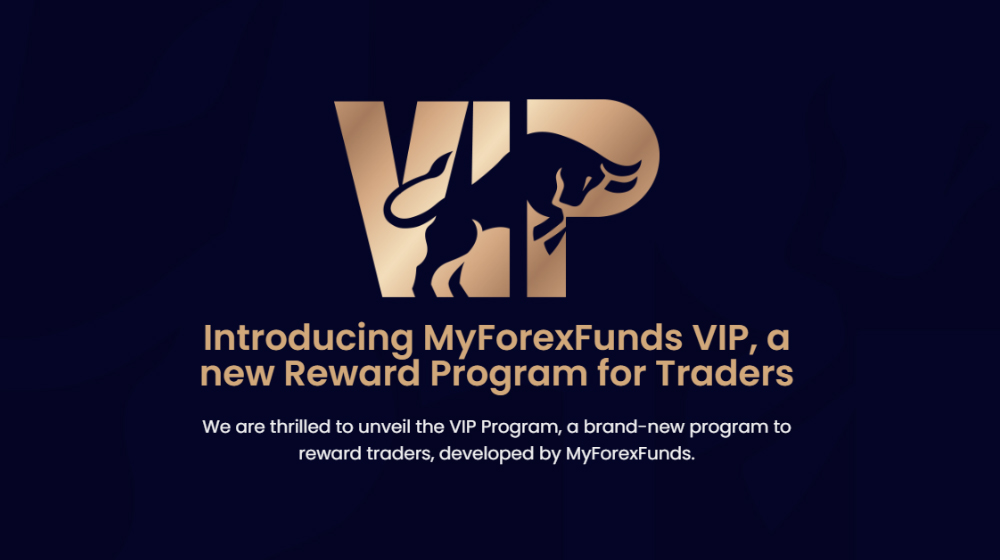 VIP
Introducing MyForexFunds VIP, a
new Reward Program for Traders
We are thrilled to unveil the VIP Program, a brand-new program to
reward traders, developed by MyForexFunds.